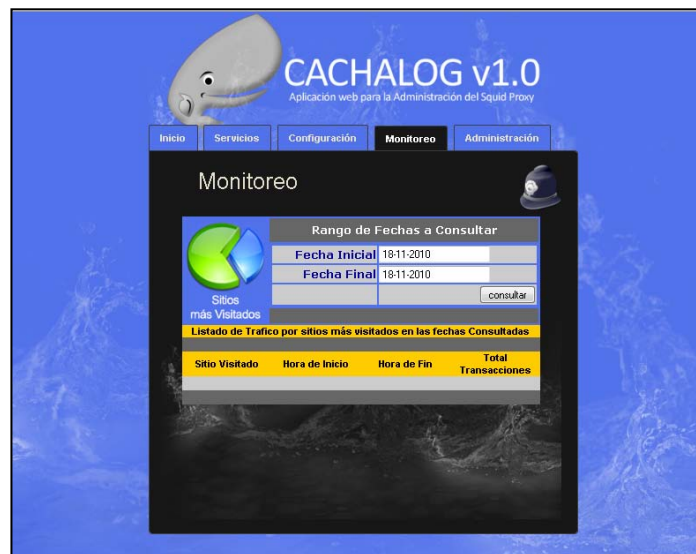 CACHALOG v1.0
Aplicación web para la Administración del Squid Proxy
Inicio Servicios Configuración Monitoreo Administración
Monitoreo
Rango de Fechas a Consultar
Fecha Inicial 18-11-2010
Fecha Final 18-11-2010
consultar
Sitios
más Visitados
Listado de Trafico por sitios más visitados en las fechas Consultadas
Sitio Visitado Hora de Inicio Hora de Fin Total
Transacciones